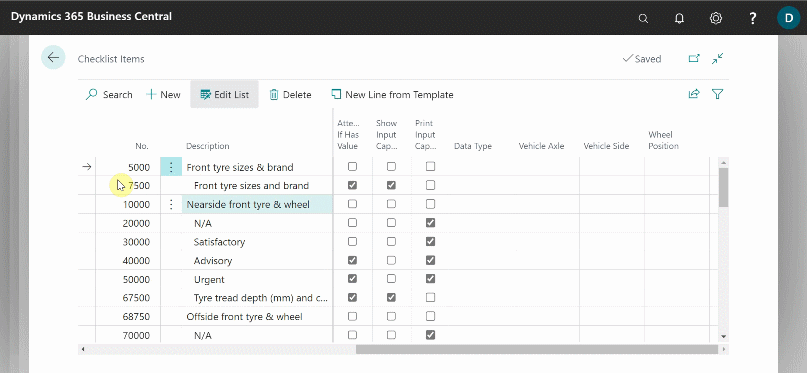 Dynamics 365 Business Central
?
D
Checklist Items
Saved
Search
New
Edit List
Delete
New Line from Template
No.
Description
Atte...
If Has
Value
Show
Input
Cap...
Print
Input
Cap...
Data Type
Vehicle Axle
Vehicle Side
Wheel
Position
5000 Front tyre sizes & brand
7500 Front tyre sizes and brand
10000 Nearside front tyre & wheel
20000 N/A
30000 Satisfactory
40000 Advisory
50000 Urgent
67500 Tyre tread depth (mm) and c...
68750 Offside front tyre & wheel
70000 N/A